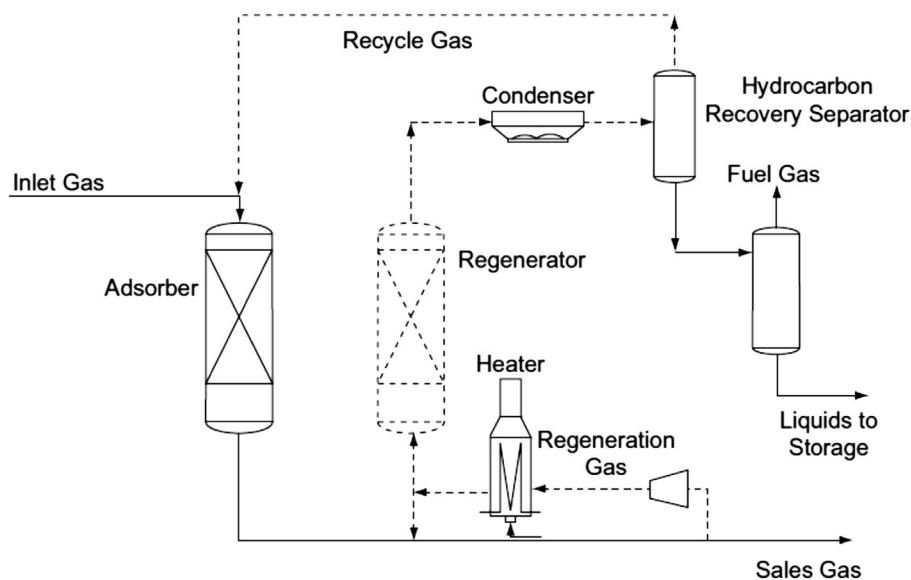 Recycle Gas
Condenser
Hydrocarbon
Recovery Separator
Inlet Gas
Fuel Gas
Adsorber
Regenerator
Heater
Regeneration
Gas
Liquids to
Storage
Sales Gas